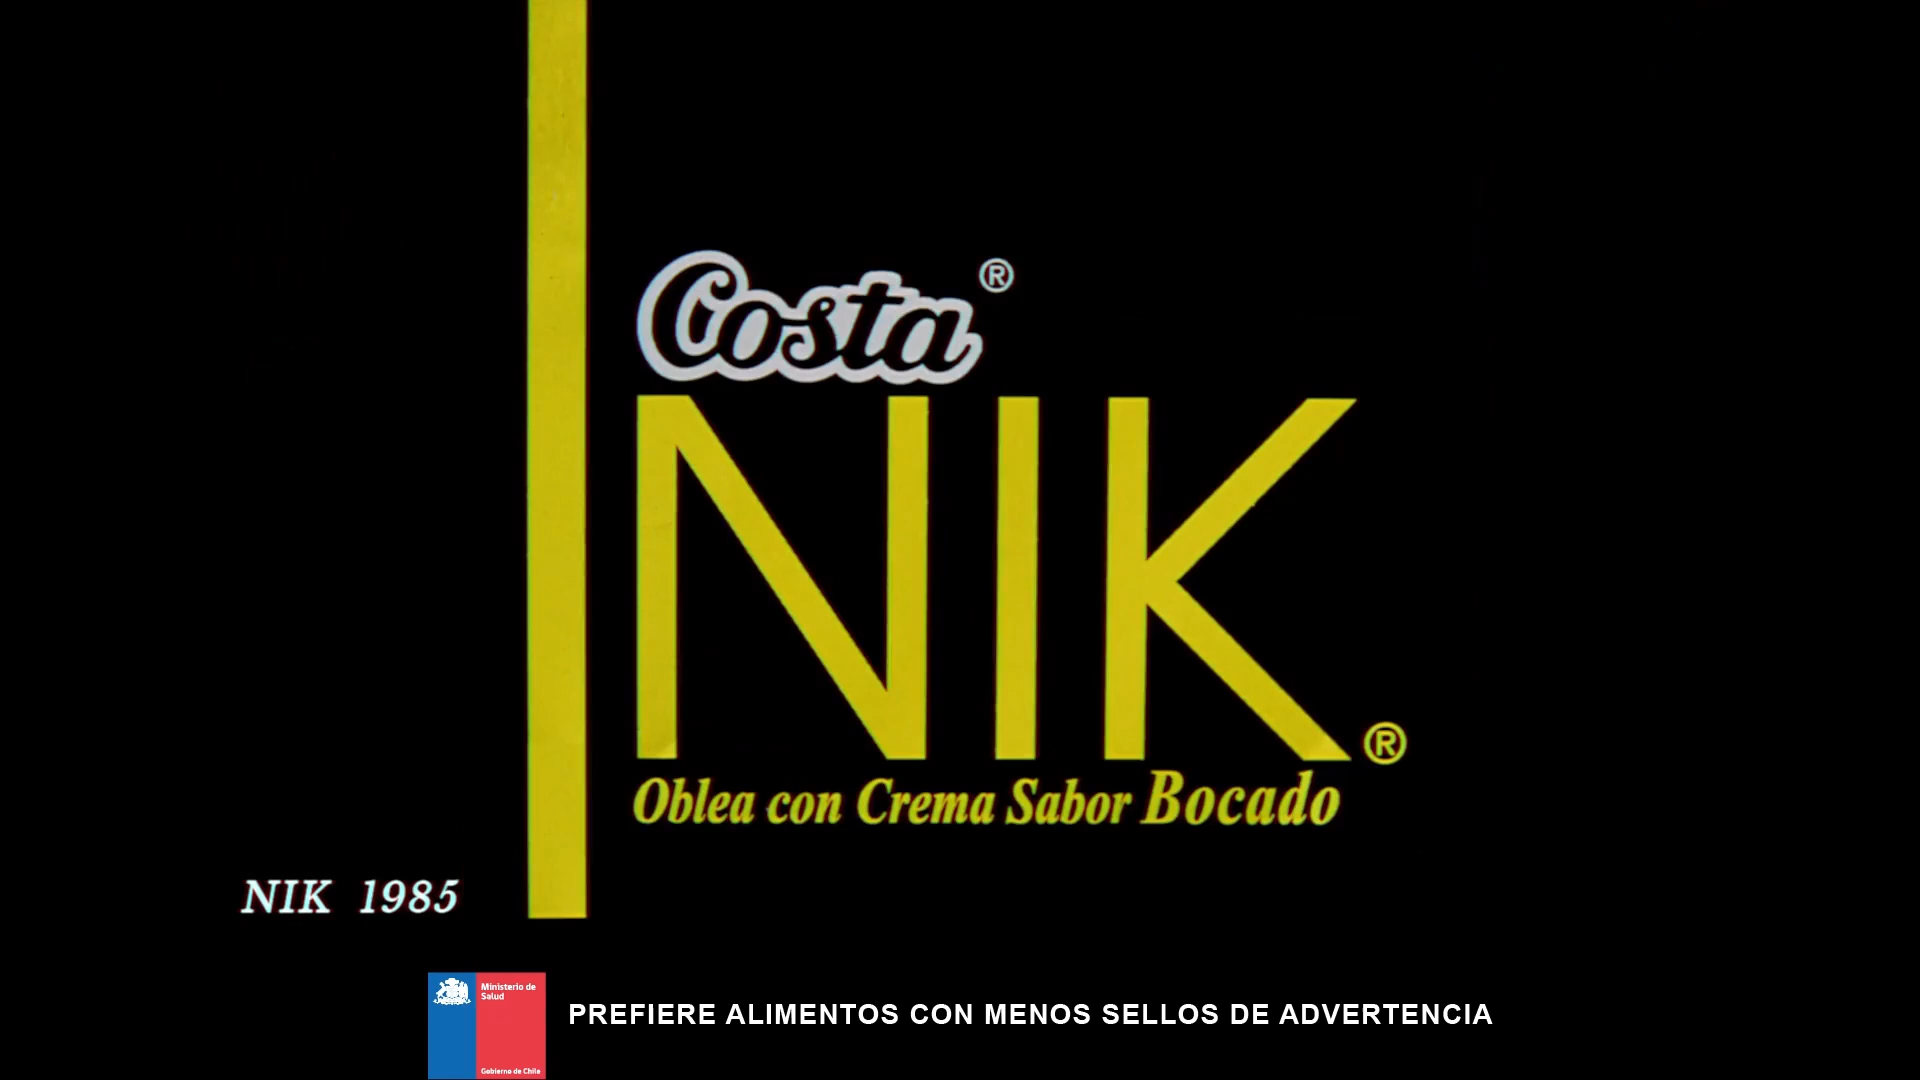 Costa®
NIK®
Oblea con Crema Sabor Bocado
NIK 1985
Ministerio de
Salud
Gobierno de Chile
PREFIERE ALIMENTOS CON MENOS SELLOS DE ADVERTENCIA